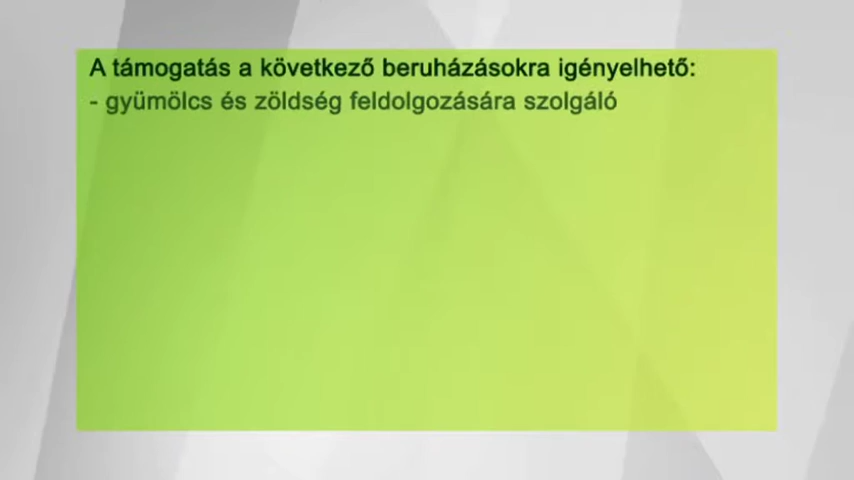 A támogatás a következő beruházásokra igényelhető:
- gyümölcs és zöldség feldolgozására szolgáló